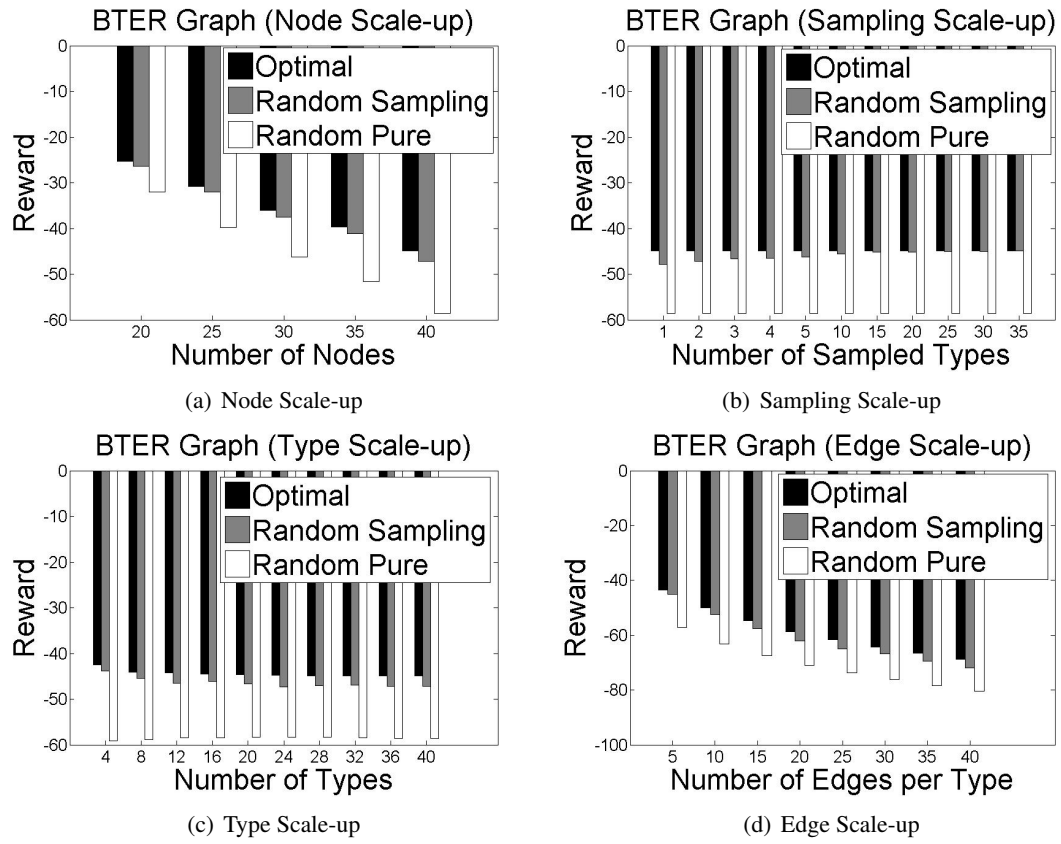 BTER Graph (Node Scale-up)
0
-10
-20
-30
-40
-50
-60
Reward
Optimal
Random Sampling
Random Pure
20 25 30 35 40
Number of Nodes
(a) Node Scale-up
BTER Graph (Sampling Scale-up)
0
-10
-20
-30
-40
-50
-60
Reward
Optimal
Random Sampling
Random Pure
1 2 3 4 5 10 15 20 25 30 35
Number of Sampled Types
(b) Sampling Scale-up
BTER Graph (Type Scale-up)
0
-10
-20
-30
-40
-50
-60
Reward
Optimal
Random Sampling
Random Pure
4 8 12 16 20 24 28 32 36 40
Number of Types
(c) Type Scale-up
BTER Graph (Edge Scale-up)
0
-20
-40
-60
-80
-100
Reward
Optimal
Random Sampling
Random Pure
5 10 15 20 25 30 35 40
Number of Edges per Type
(d) Edge Scale-up